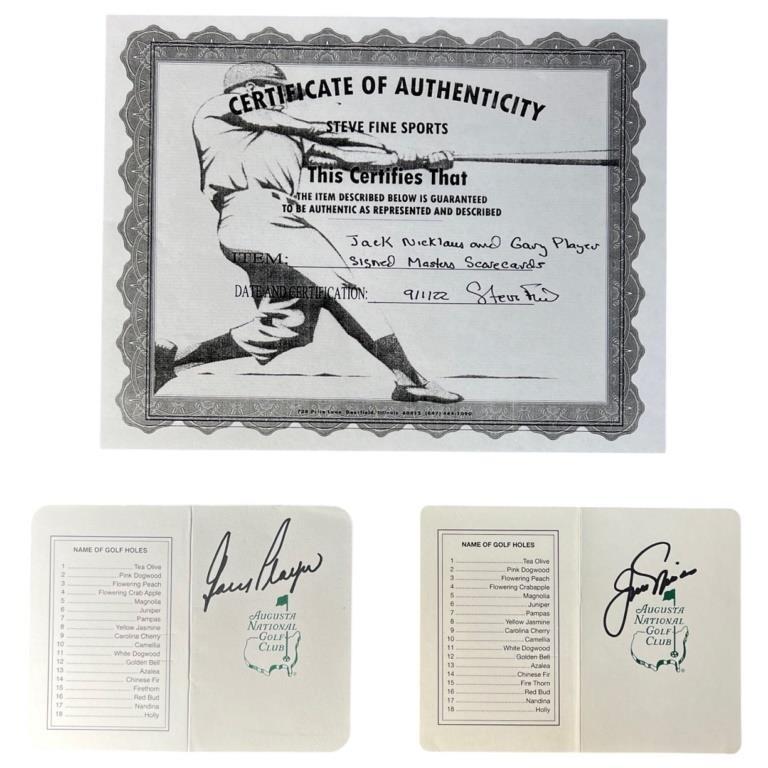 CERTIFICATE OF AUTHENTICITY
STEVE FINE SPORTS
This Certifies That
THE ITEM DESCRIBED BELOW IS GUARANTEED
TO BE AUTHENTIC AS REPRESENTED AND DESCRIBED
Jack Nicklaus and Gary Player
ITEM: Signed Masters Scorecards
DATE AND CERTIFICATION: 9/1/22 Steve Fine
Deerfield, Illinois 60015
NAME OF GOLF HOLES
1 Tea Olive
2 Pink Dogwood
3 Flowering Peach
4 Flowering Crab Apple
5 Magnolia
6 Juniper
7 Pampas
8 Yellow Jasmine
9 Carolina Cherry
10 Camellia
11 White Dogwood
12 Golden Bell
13 Azalea
14 Chinese Fir
15 Firethorn
16 Red Bud
17 Nandina
18 Holly
Gary Player
AUGUSTA
NATIONAL
GOLF
CLUB
®
NAME OF GOLF HOLES
1 Tea Olive
2 Pink Dogwood
3 Flowering Peach
4 Flowering Crabapple
5 Magnolia
6 Juniper
7 Pampas
8 Yellow Jasmine
9 Carolina Cherry
10 Camellia
11 White Dogwood
12 Golden Bell
13 Azalea
14 Chinese Fir
15 Fire Thorn
16 Red Bud
17 Nandina
18 Holly
Jack Nicklaus
AUGUSTA
NATIONAL
GOLF
CLUB
®